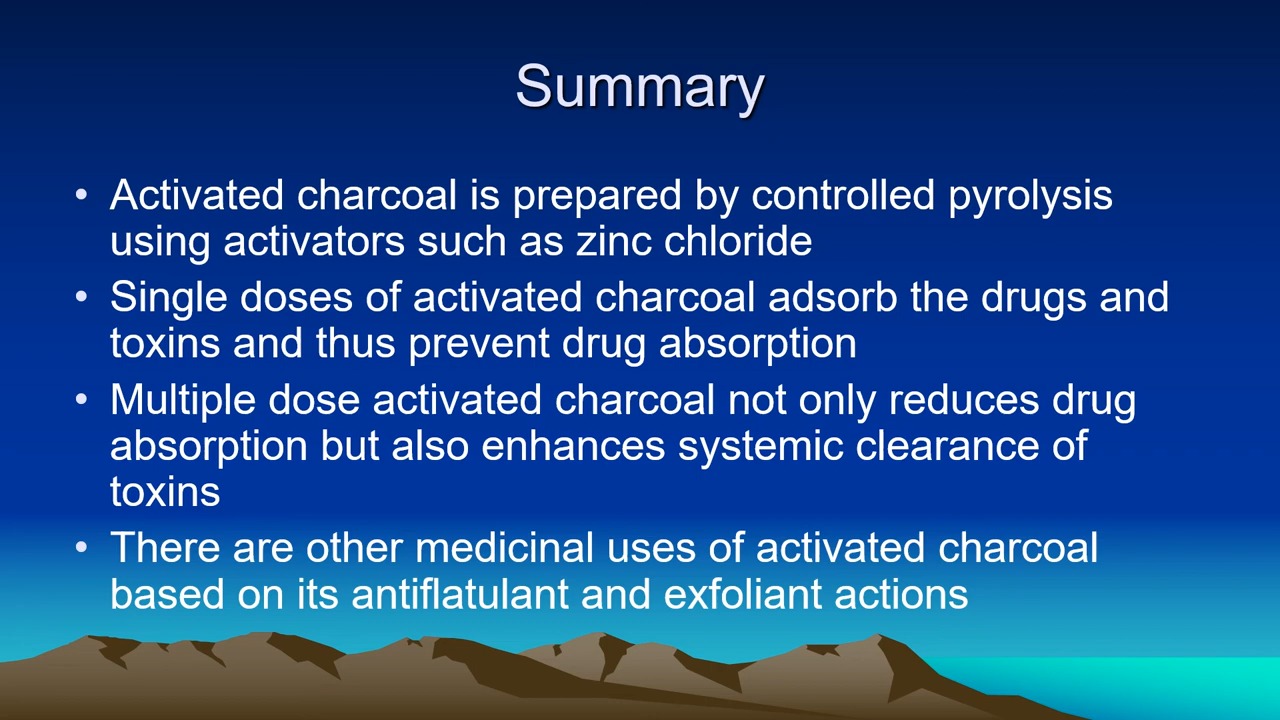 Summary
• Activated charcoal is prepared by controlled pyrolysis
using activators such as zinc chloride
• Single doses of activated charcoal adsorb the drugs and
toxins and thus prevent drug absorption
• Multiple dose activated charcoal not only reduces drug
absorption but also enhances systemic clearance of
toxins
• There are other medicinal uses of activated charcoal
based on its antiflatulant and exfoliant actions